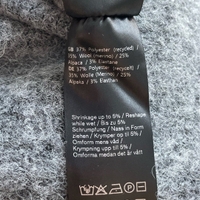 GB 37% Polyester (recycled) /
35% Wool (merino) / 25%
Alpaca / 3% Elastane
DE 37% Polyester (recycled) /
35% Wolle (Merino) / 25%
Alpaka / 3% Elasthan
Shrinkage up to 5% / Reshape
while wet / Bis zu 5%
Schrumpfung / Nass in Form
ziehen / Krymper op til 5% /
Omformes mens våd /
Krympning upp till 5% /
Omforma medan det är vått